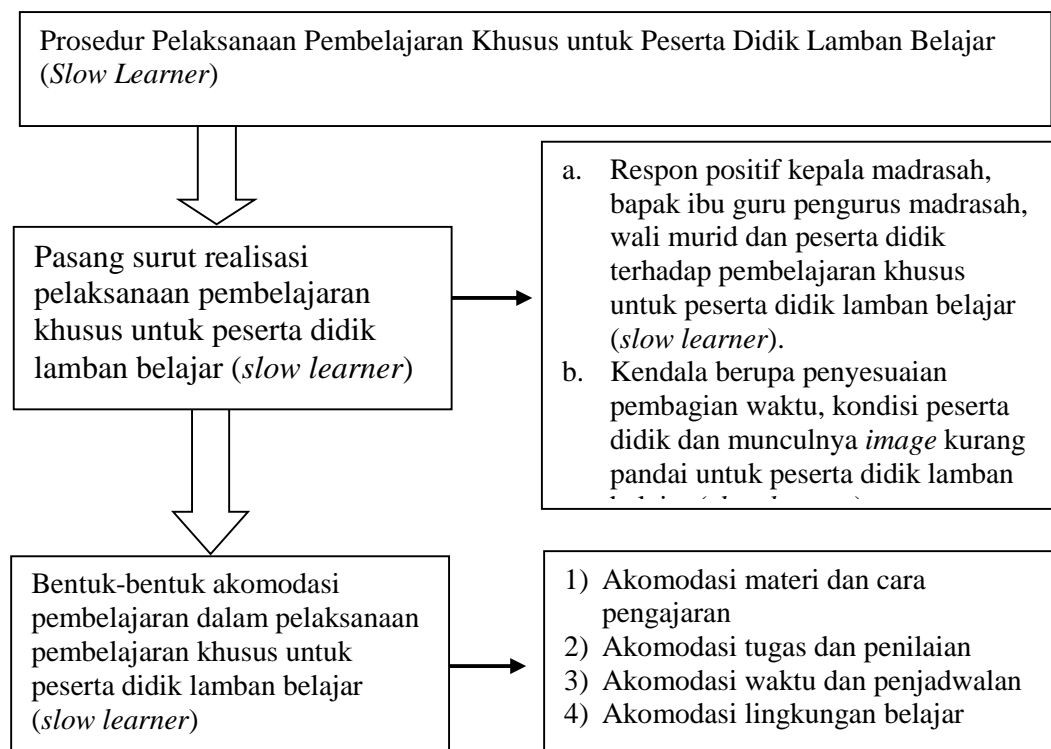 Prosedur Pelaksanaan Pembelajaran Khusus untuk Peserta Didik Lamban Belajar
(Slow Learner)
Pasang surut realisasi
pelaksanaan pembelajaran
khusus untuk peserta didik
lamban belajar (slow learner)
a. Respon positif kepala madrasah,
bapak ibu guru pengurus madrasah,
wali murid dan peserta didik
terhadap pembelajaran khusus
untuk peserta didik lamban belajar
(slow learner).
b. Kendala berupa penyesuaian
pembagian waktu, kondisi peserta
didik dan munculnya image kurang
pandai untuk peserta didik lamban
Bentuk-bentuk akomodasi
pembelajaran dalam pelaksanaan
pembelajaran khusus untuk
peserta didik lamban belajar
(slow learner)
1) Akomodasi materi dan cara
pengajaran
2) Akomodasi tugas dan penilaian
3) Akomodasi waktu dan penjadwalan
4) Akomodasi lingkungan belajar